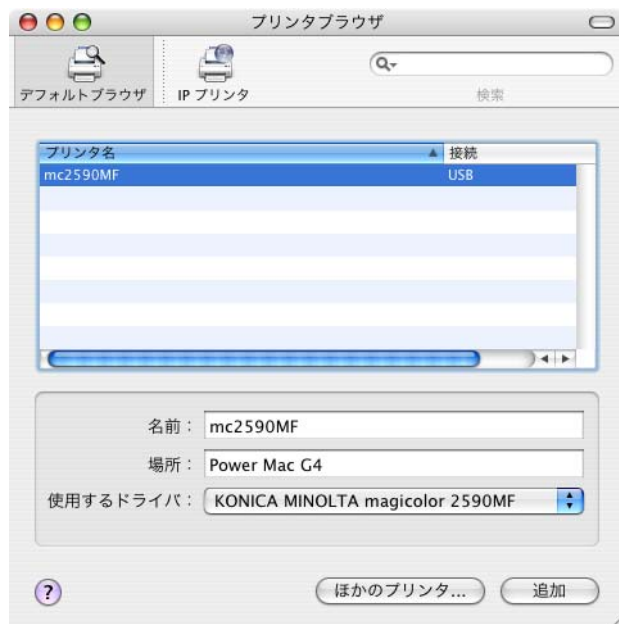 プリンタブラウザ
デフォルトブラウザ
IP プリンタ
検索
プリンタ名 接続
mc2590MF USB
名前： mc2590MF
場所： Power Mac G4
使用するドライバ： KONICA MINOLTA magicolor 2590MF
?
ほかのプリンタ... 追加